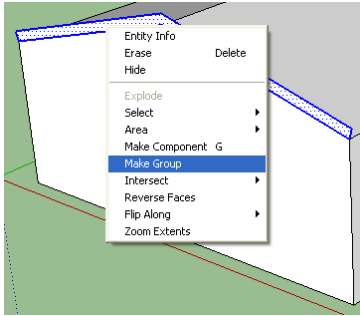 Entity Info
Erase Delete
Hide
Explode
Select
Area
Make Component G
Make Group
Intersect
Reverse Faces
Flip Along
Zoom Extents